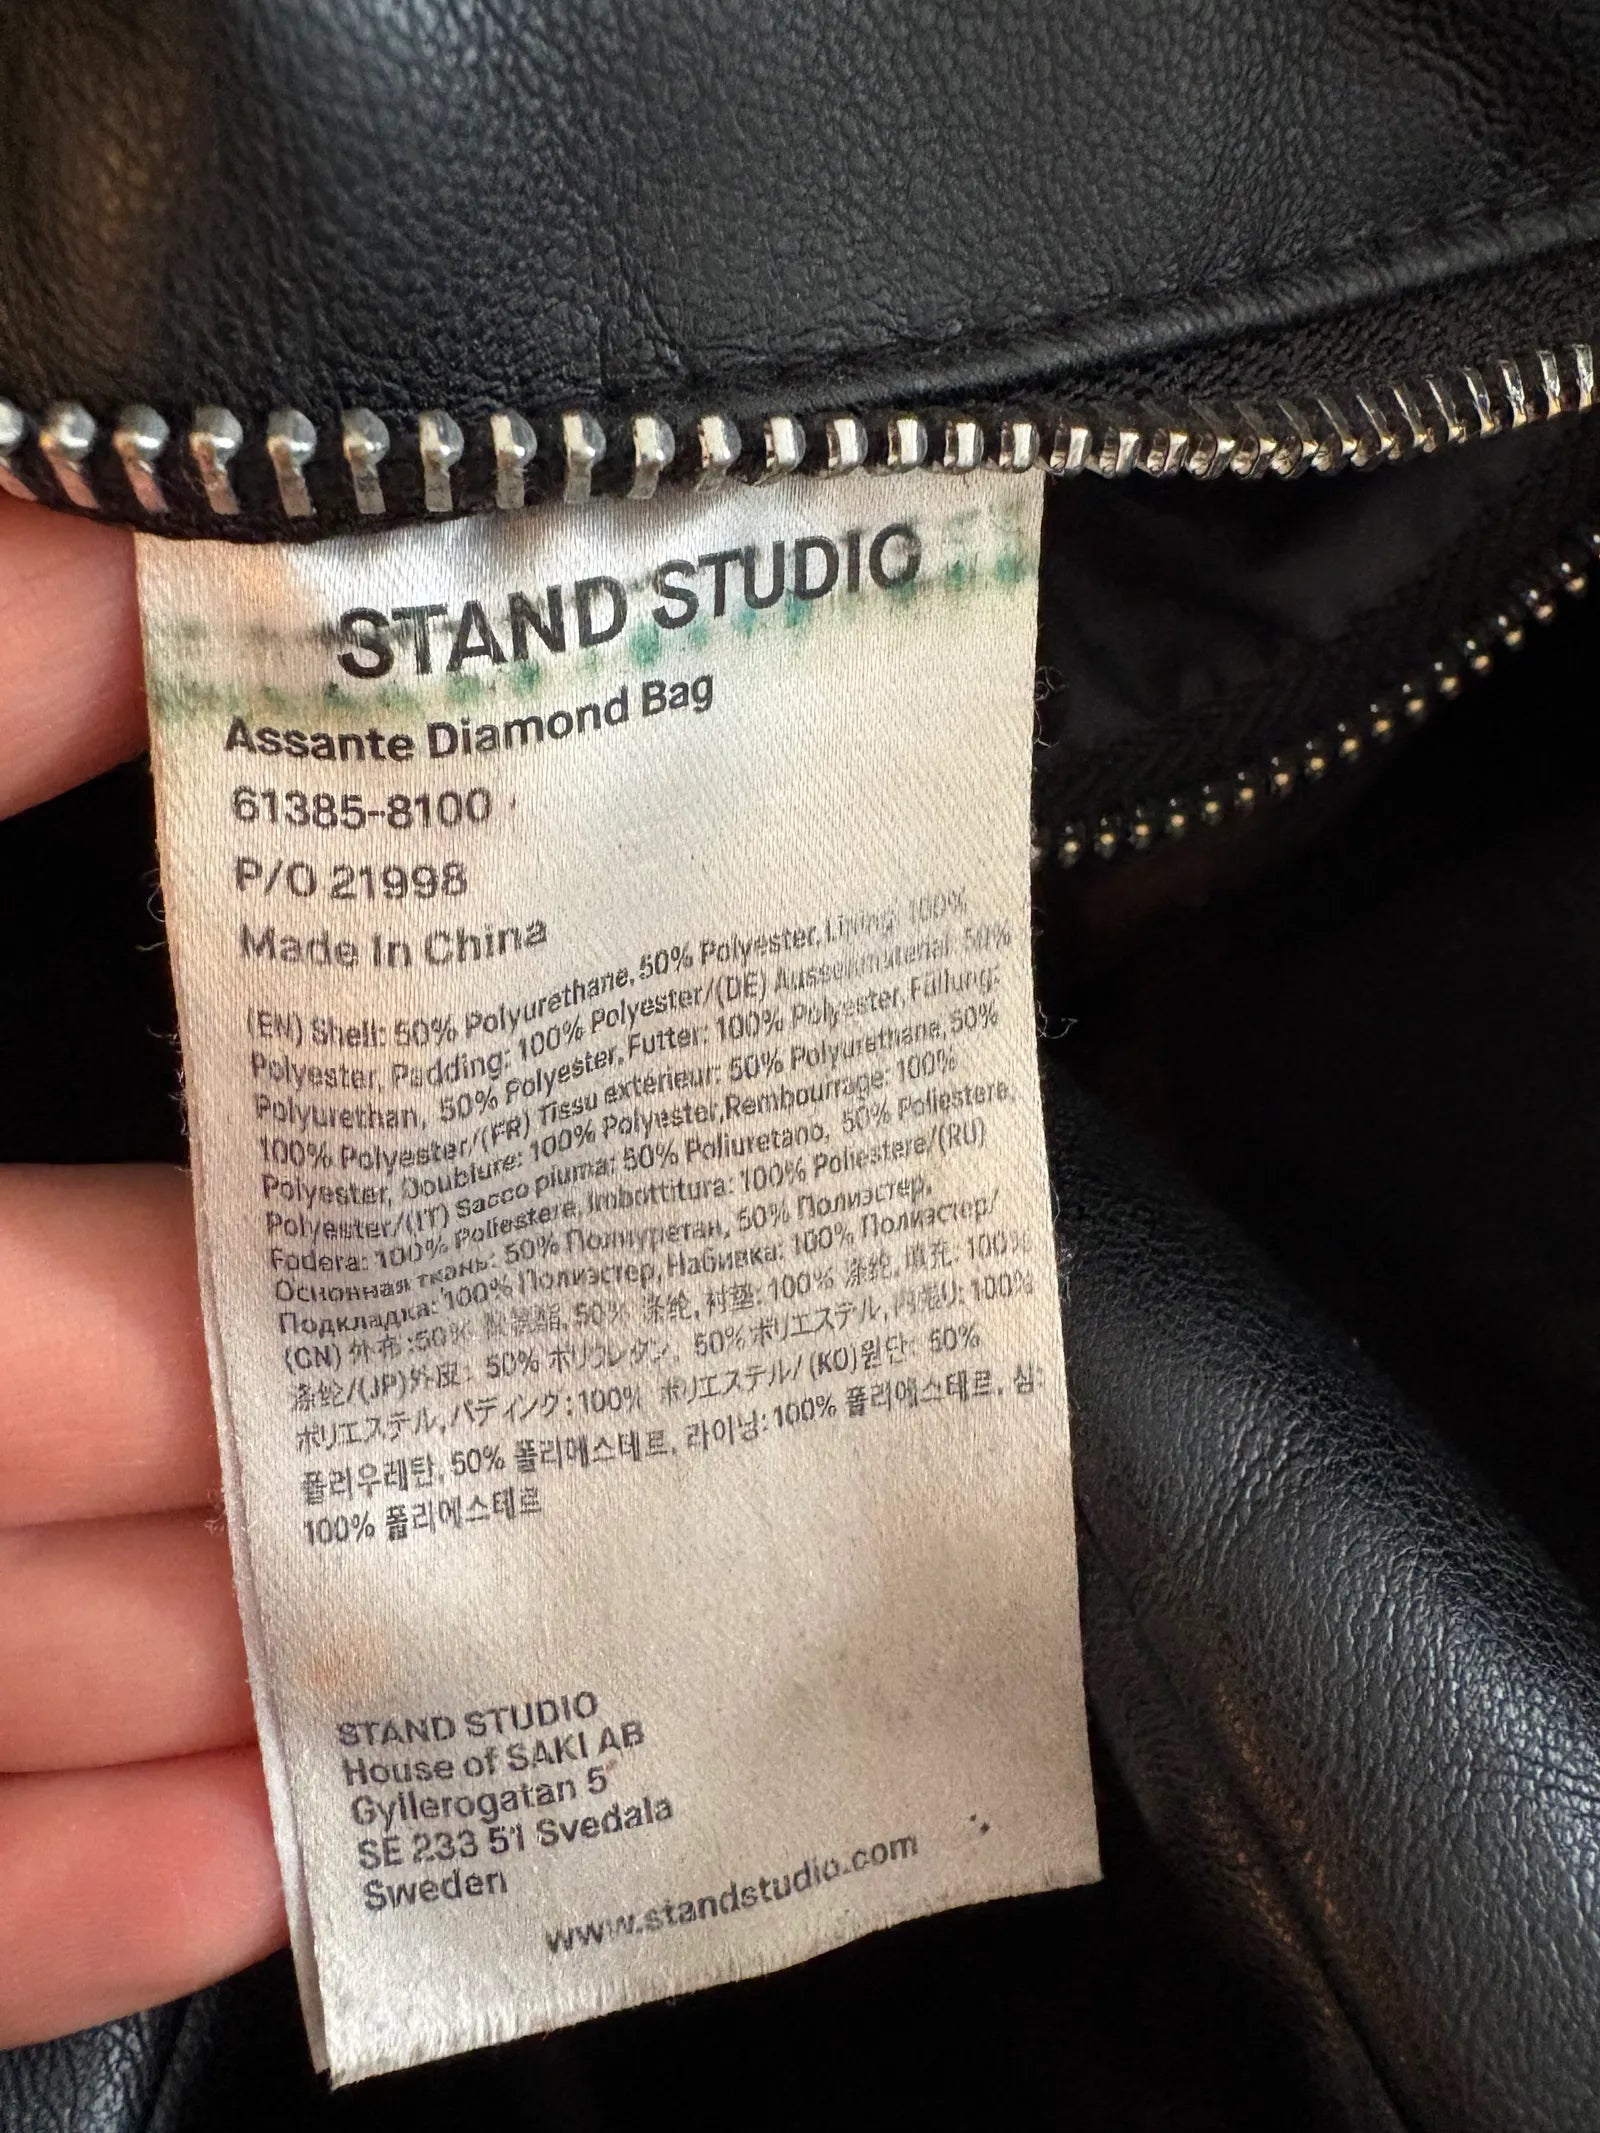 STAND STUDIO
Assante Diamond Bag
61385-8100
P/O 21998
Made In China
(EN) Shell: 50% Polyurethane, 50% Polyester, Lining: 100%
Polyester, Padding: 100% Polyester/(DE) Aussenmaterial: 50%
Polyurethan, 50% Polyester, Futter: 100% Polyester, Füllung:
100% Polyester/(FR) Tissu exterieur: 50% Polyurethane, 50%
Polyester, Doublure: 100% Polyester,Rembourrage: 100%
Polyester/(IT) Sacco piuma: 50% Poliuretano, 50% Poliestere,
Fodera: 100% Poliestere, Imbottitura: 100% Poliestere/(RU)
Основная ткань: 50% Полиуретан, 50% Полиэстер,
Подкладка: 100% Полиэстер, Набивка: 100% Полиэстер/
(CN) 外布:50% 50% 涤纶, 衬垫: 100% 涤纶, 填充: 100%
涤纶/(JP)外皮: 50% ポリウレタン, 50% ポリエステル, 100%
ポリエステル, パディング: 100% ポリエステル/(KO)원단: 50%
폴리우레탄, 50% 폴리에스테르, 라이닝: 100% 폴리에스테르, 심:
100% 폴리에스테르
STAND STUDIO
House of SAKI AB
Gyllerogatan 5
SE 233 51 Svedala
Sweden
www.standstudio.com